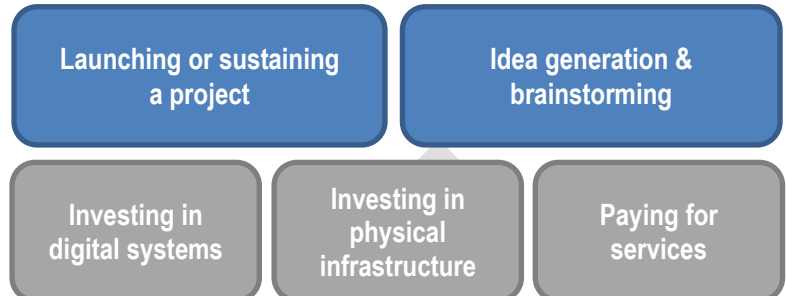 Launching or sustaining
a project
Idea generation &
brainstorming
Investing in
digital systems
Investing in
physical
infrastructure
Paying for
services